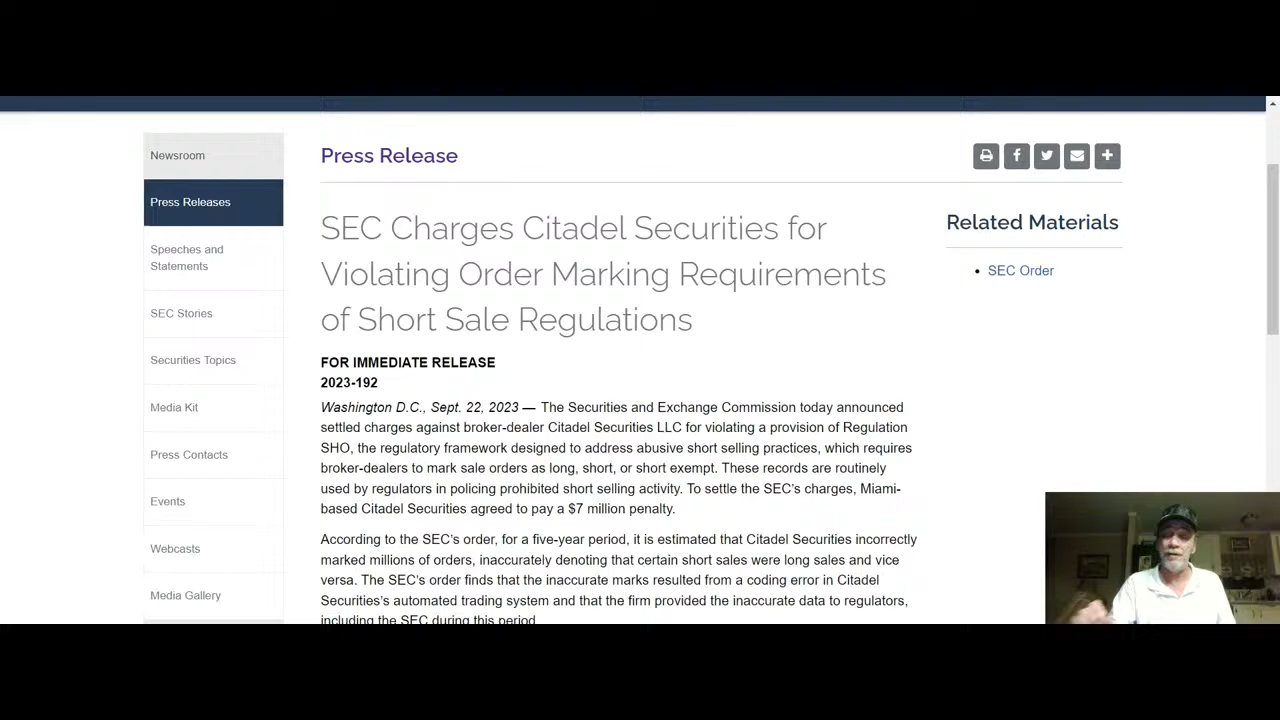 Newsroom
Press Releases
Speeches and
Statements
SEC Stories
Securities Topics
Media Kit
Press Contacts
Events
Webcasts
Media Gallery
Press Release
SEC Charges Citadel Securities for
Violating Order Marking Requirements
of Short Sale Regulations
FOR IMMEDIATE RELEASE
2023-192
Washington D.C., Sept. 22, 2023 — The Securities and Exchange Commission today announced
settled charges against broker-dealer Citadel Securities LLC for violating a provision of Regulation
SHO, the regulatory framework designed to address abusive short selling practices, which requires
broker-dealers to mark sale orders as long, short, or short exempt. These records are routinely
used by regulators in policing prohibited short selling activity. To settle the SEC's charges, Miami-
based Citadel Securities agreed to pay a $7 million penalty.
According to the SEC's order, for a five-year period, it is estimated that Citadel Securities incorrectly
marked millions of orders, inaccurately denoting that certain short sales were long sales and vice
versa. The SEC's order finds that the inaccurate marks resulted from a coding error in Citadel
Securities's automated trading system and that the firm provided the inaccurate data to regulators,
including the SEC during this period.
Related Materials
SEC Order